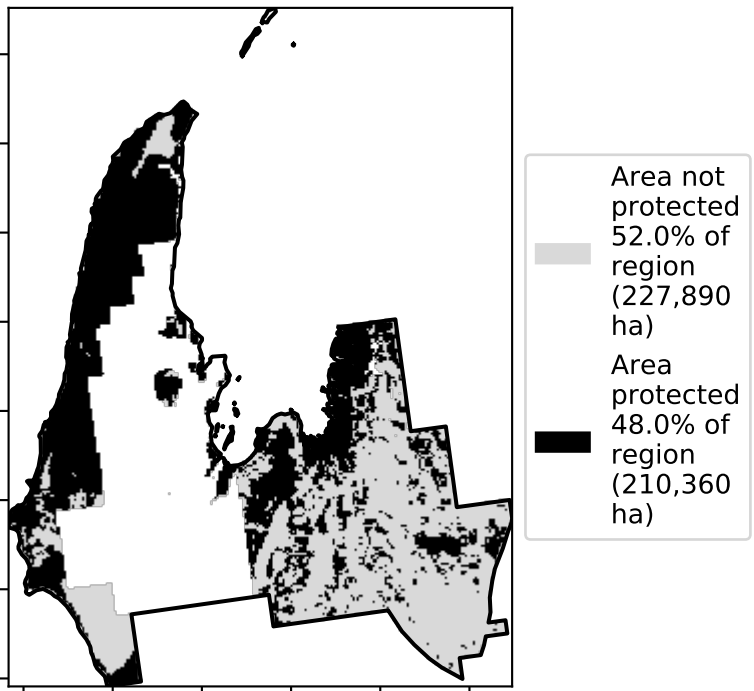 Area not
protected
52.0% of
region
(227,890
ha)
Area
protected
48.0% of
region
(210,360
ha)